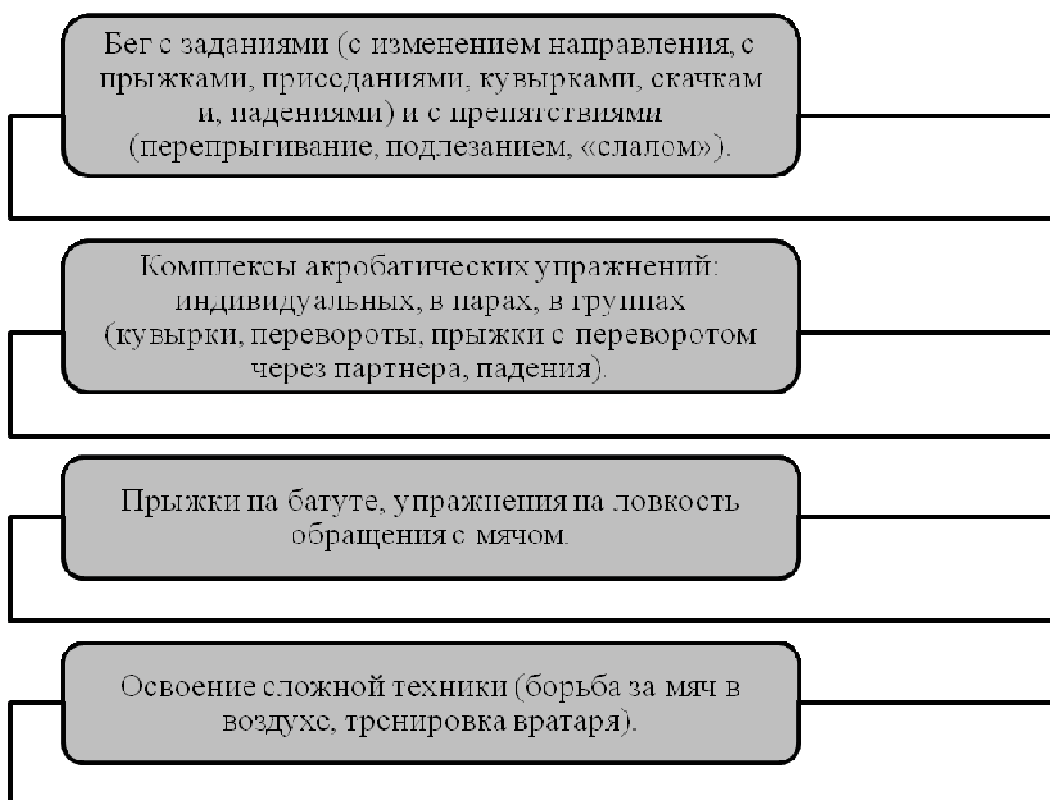 Бег с заданиями (с изменением направления, с
прыжками, приседаниями, кувырками, скачкам
и, падениями) и с препятствиями
(перепрыгивание, подлезанием, «слалом»).
Комплексы акробатических упражнений:
индивидуальных, в парах, в группах
(кувырки, перевороты, прыжки с переворотом
через партнера, падения).
Прыжки на батуте, упражнения на ловкость
обращения с мячом.
Освоение сложной техники (борьба за мяч в
воздухе, тренировка вратаря).